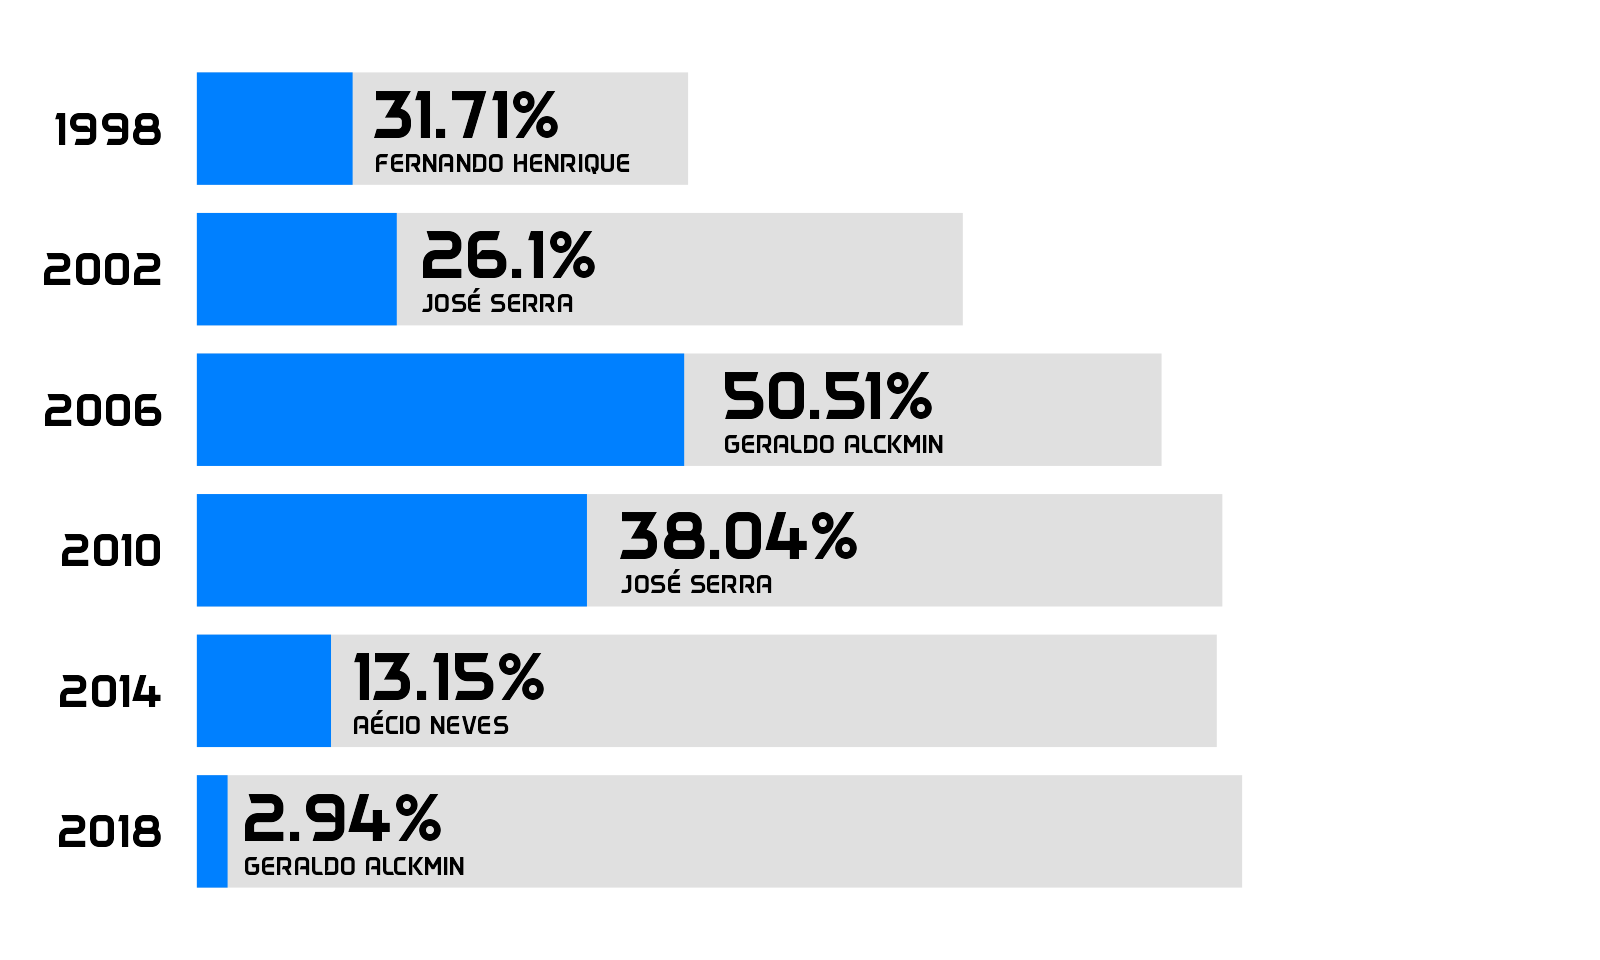 1998
31.71%
FERNANDO HENRIQUE
2002
26.1%
JOSÉ SERRA
2006
50.51%
GERALDO ALCKMIN
2010
38.04%
JOSÉ SERRA
2014
13.15%
AÉCIO NEVES
2018
2.94%
GERALDO ALCKMIN